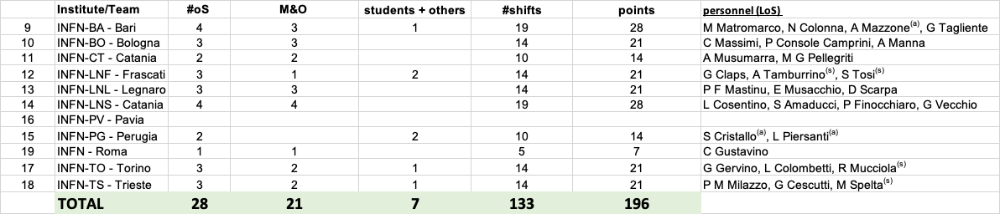 Institute/Team #oS M&O students + others #shifts points personnel (LoS)
9 INFN-BA - Bari 4 3 1 19 28 M Matromarco, N Colonna, A Mazzone(a), G Tagliente
10 INFN-BO - Bologna 3 3 14 21 C Massimi, P Console Camprini, A Manna
11 INFN-CT - Catania 2 2 10 14 A Musumarra, M G Pellegriti
12 INFN-LNF - Frascati 3 1 2 14 21 G Claps, A Tamburrino(s), S Tosi(s)
13 INFN-LNL - Legnaro 3 3 14 21 P F Mastinu, E Musacchio, D Scarpa
14 INFN-LNS - Catania 4 4 19 28 L Cosentino, S Amaducci, P Finocchiaro, G Vecchio
16 INFN-PV - Pavia
15 INFN-PG - Perugia 2 2 10 14 S Cristallo(a), L Piersanti(a)
19 INFN - Roma 1 1 5 7 C Gustavino
17 INFN-TO - Torino 3 2 1 14 21 G Gervino, L Colombetti, R Mucciola(s)
18 INFN-TS - Trieste 3 2 1 14 21 P M Milazzo, G Cescutti, M Spelta(s)
TOTAL 28 21 7 133 196